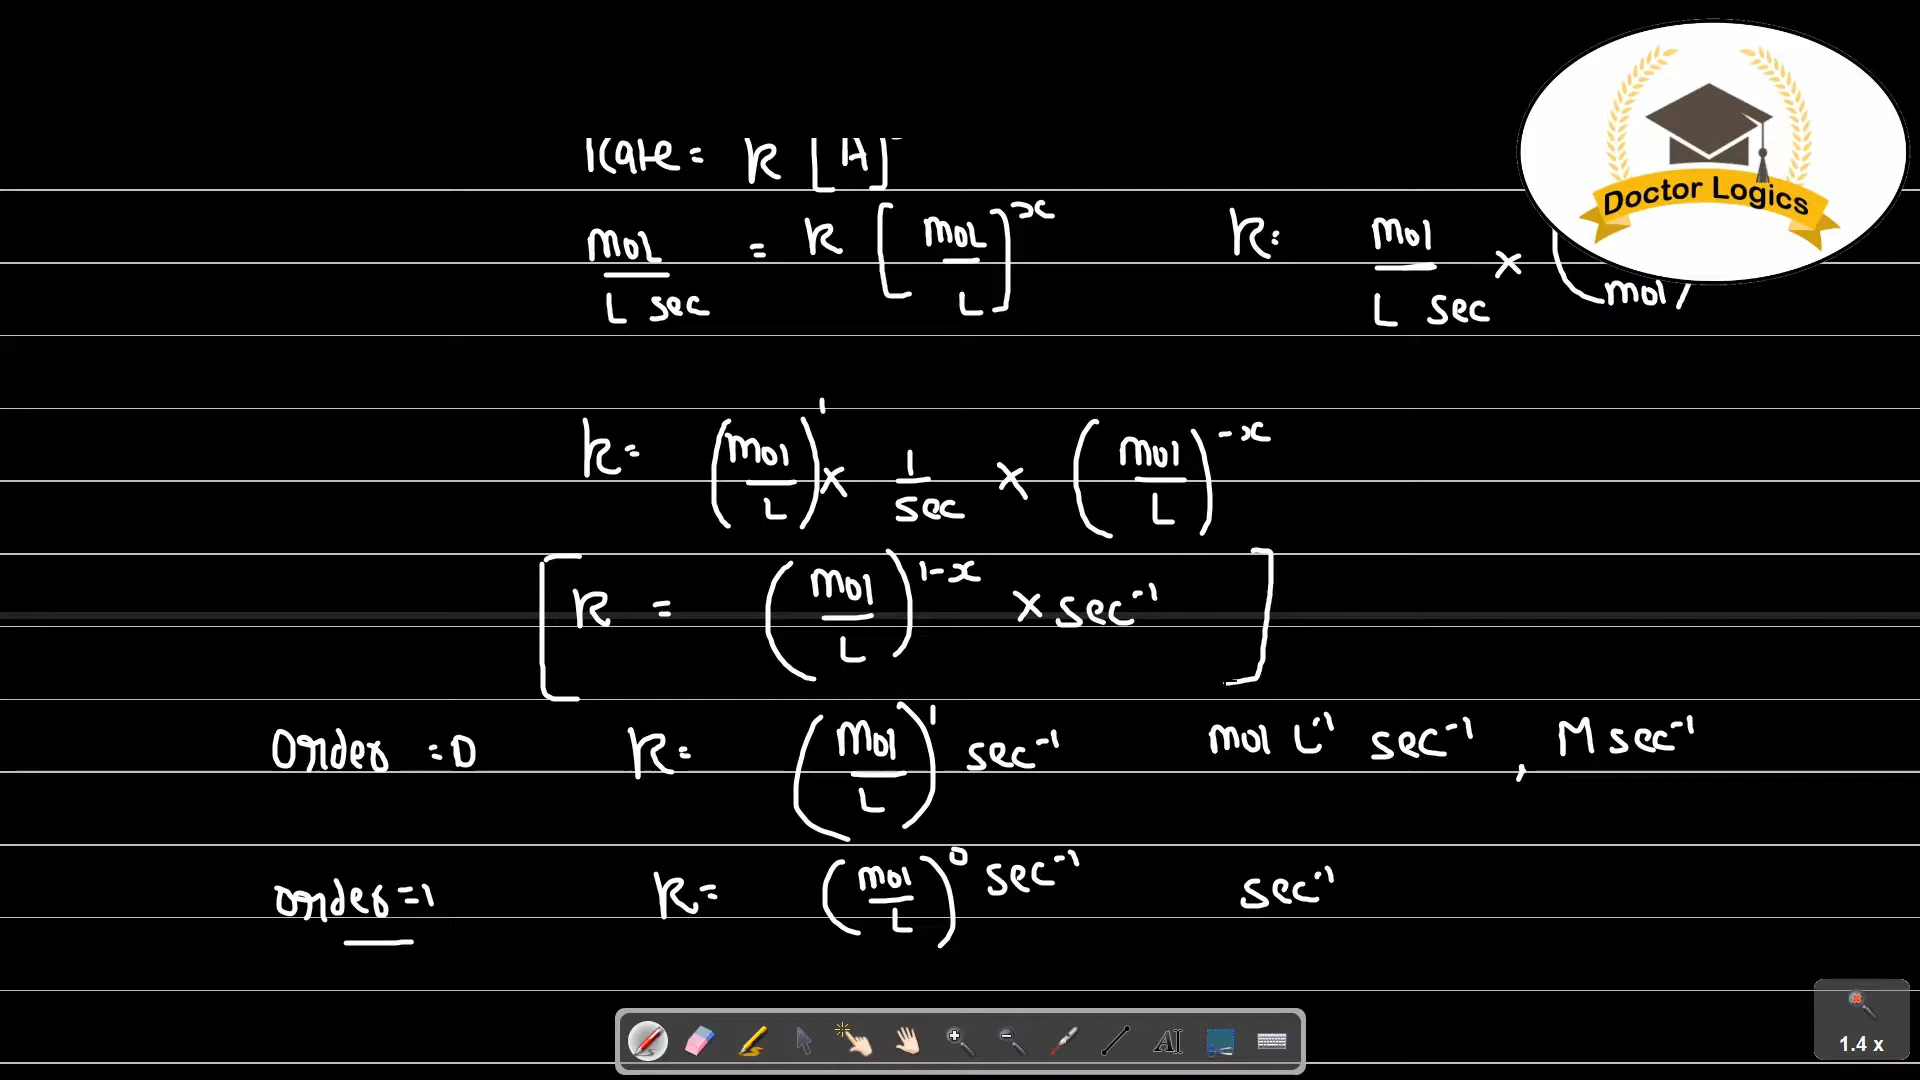 Rate = K [A]
mol / L sec = K [mol / L]^x K = mol / L sec × ( mol)
Doctor Logics
K = (mol / L)^1 × 1 / sec × (mol / L)^-x
[K = (mol / L)^1-x × sec^-1]
Order = 0 K = (mol / L)^1 sec^-1 mol L^-1 sec^-1, M sec^-1
order = 1 K = (mol / L)^0 sec^-1 sec^-1
AI
1.4 x